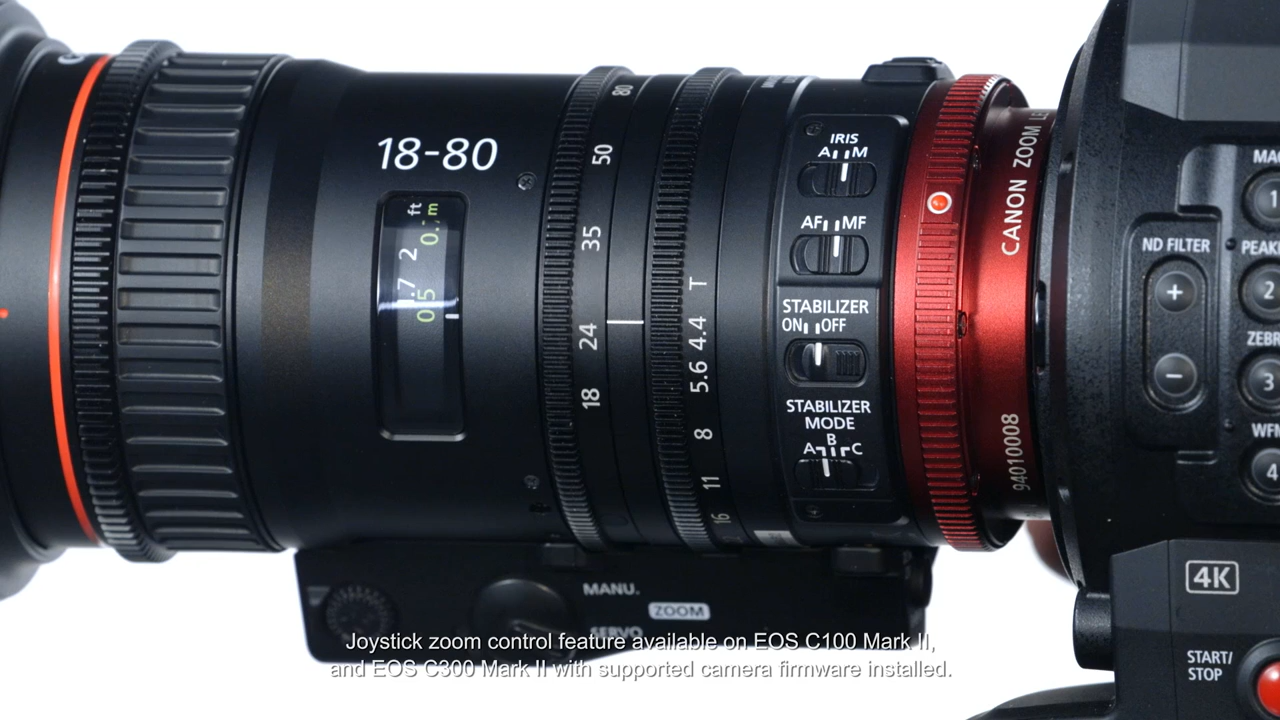 18-80
ft
m
2
0.5
80
50
35
24
18
T
4.4
5.6
8
11
16
IRIS
A M
AF MF
STABILIZER
ON OFF
STABILIZER
MODE
B
A C
CANON ZOOM LE
94010008
ND FILTER
+
−
MA
1
PEAK
2
ZEBR
3
WFM
4
4K
START/
STOP
MANU.
ZOOM
SERVO
Joystick zoom control feature available on EOS C100 Mark II,
and EOS C300 Mark II with supported camera firmware installed.